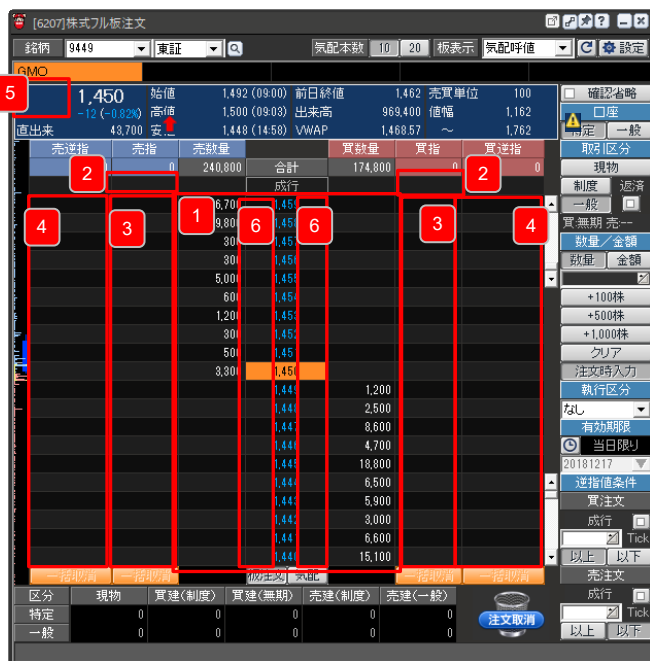 [6207]株式フル板注文
銘柄 9449 東証 気配本数 10 20 板表示 気配呼値 設定
GMO
5
1,450 始値 1,492 (09:00) 前日終値 1,462 売買単位 100
-12 (-0.82%) 高値 1,500 (09:03) 出来高 969,400 値幅 1,162
直出来 43,700 1,448 (14:58) VWAP 1,468.57 ～ 1,762
売逆指 売指 売数量 買数量 買指 買逆指
0 240,800 合計 174,800 0 0
2 成行 2
4 3 1 6 6 3 4
300
300
5,000
600
1,200
300
500
3,300 1,450
1,200
2,500
8,600
4,700
18,800
6,500
5,900
3,000
6,600
15,100
一括取消 一括取消 板注文 気配 一括取消 一括取消
区分 現物 買建(制度) 買建(無期) 売建(制度) 売建(一般)
特定 0 0 0 0 0
一般 0 0 0 0 0
注文取消
確認省略
口座
特定 一般
取引区分
現物
制度 返済
一般
買:無期 売:--
数量/金額
数量 金額
+100株
+500株
+1,000株
クリア
注文時入力
執行区分
なし
有効期限
当日限り
20181217
逆指値条件
買注文
成行
Tick
以上 以下
売注文
成行
Tick
以上 以下